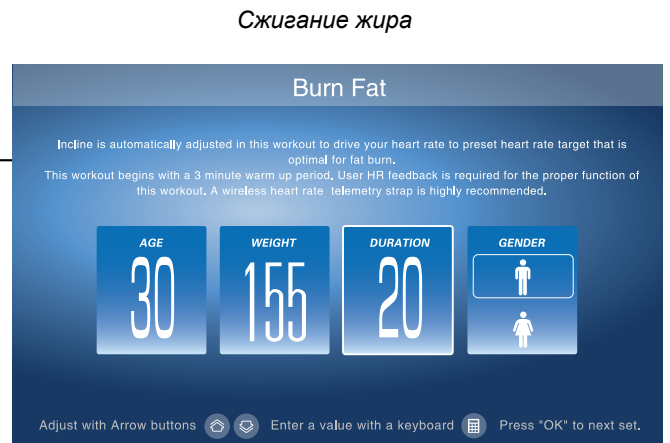 Сжигание жира
Burn Fat
Incline is automatically adjusted in this workout to drive your heart rate to preset heart rate target that is
optimal for fat burn.
This workout begins with a 3 minute warm up period. User HR feedback is required for the proper function of
this workout. A wireless heart rate telemetry strap is highly recommended.
AGE WEIGHT DURATION GENDER
30 155 20
Adjust with Arrow buttons Enter a value with a keyboard Press "OK" to next set.